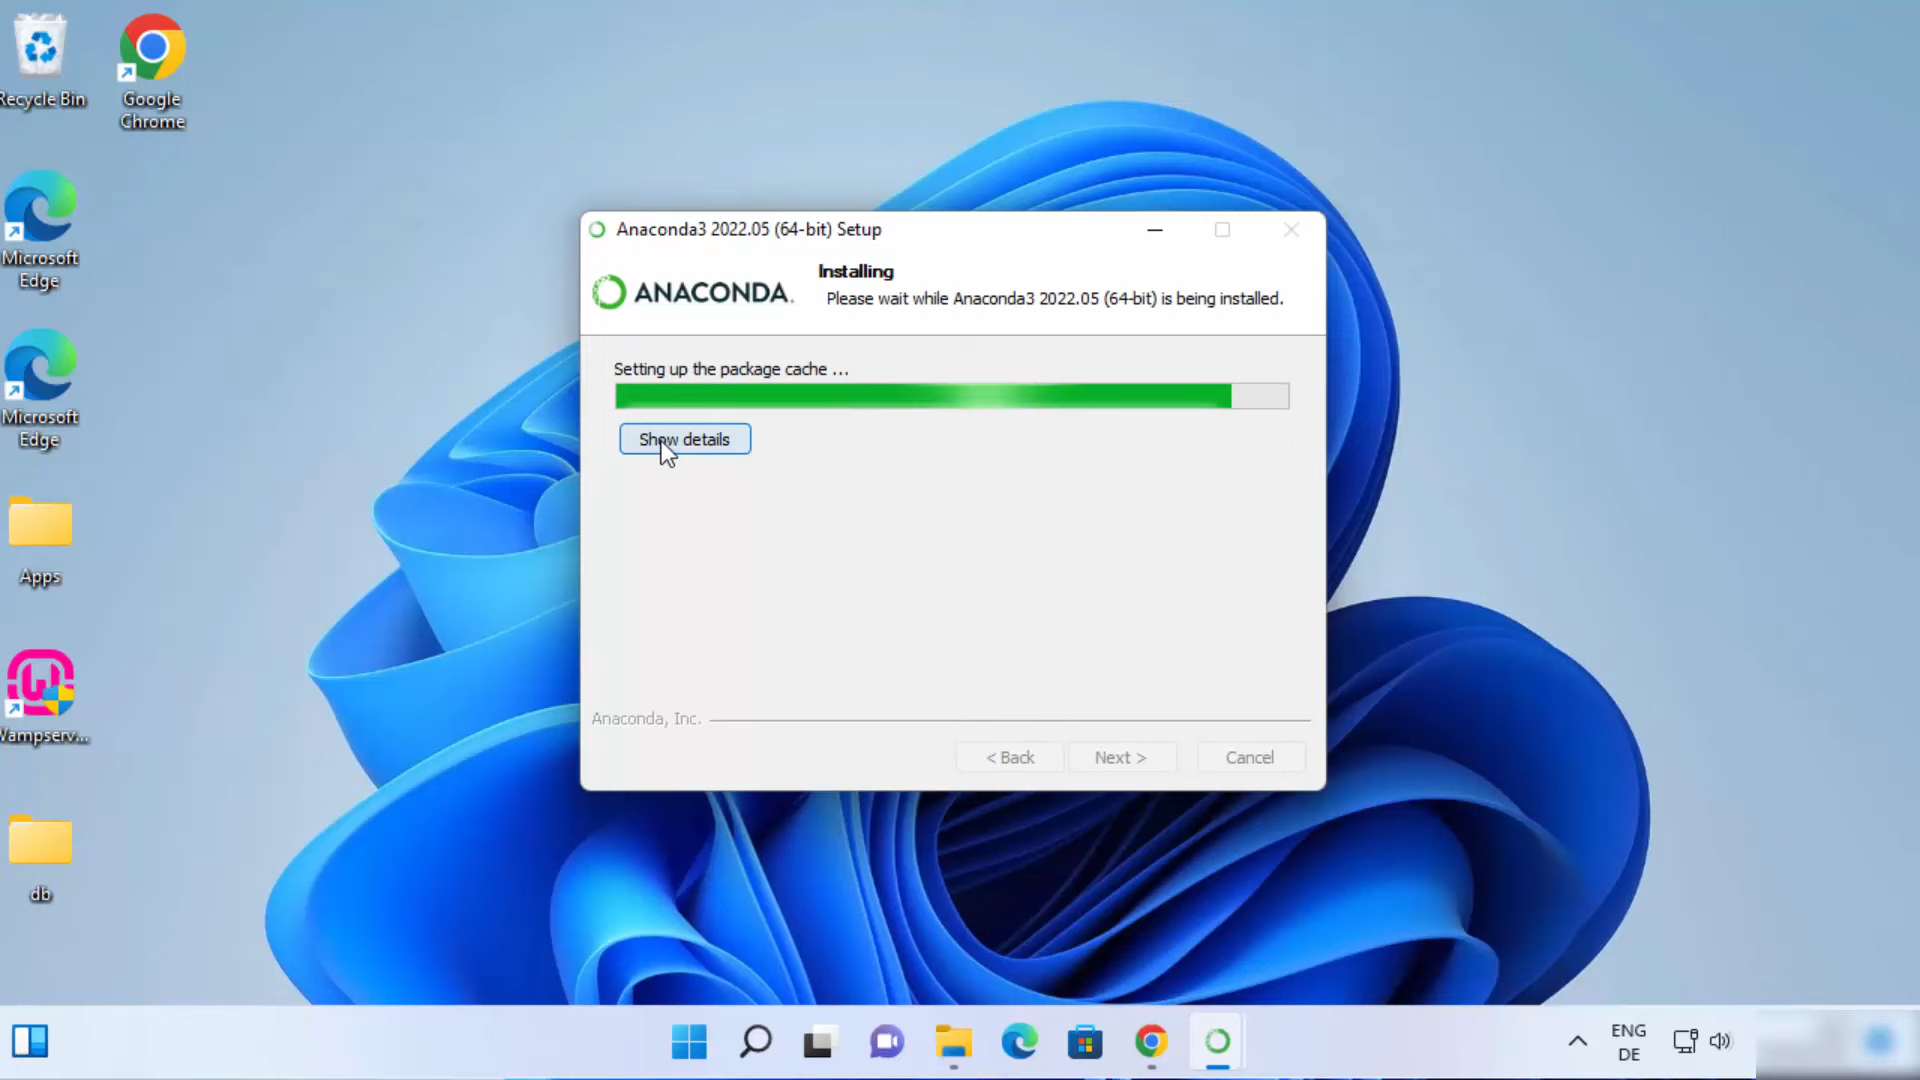 Recycle Bin
Google
Chrome
Microsoft
Edge
Microsoft
Edge
Apps
Wampserv...
db
Anaconda3 2022.05 (64-bit) Setup
ANACONDA.
Installing
Please wait while Anaconda3 2022.05 (64-bit) is being installed.
Setting up the package cache ...
Show details
Anaconda, Inc.
< Back
Next >
Cancel
ENG
DE